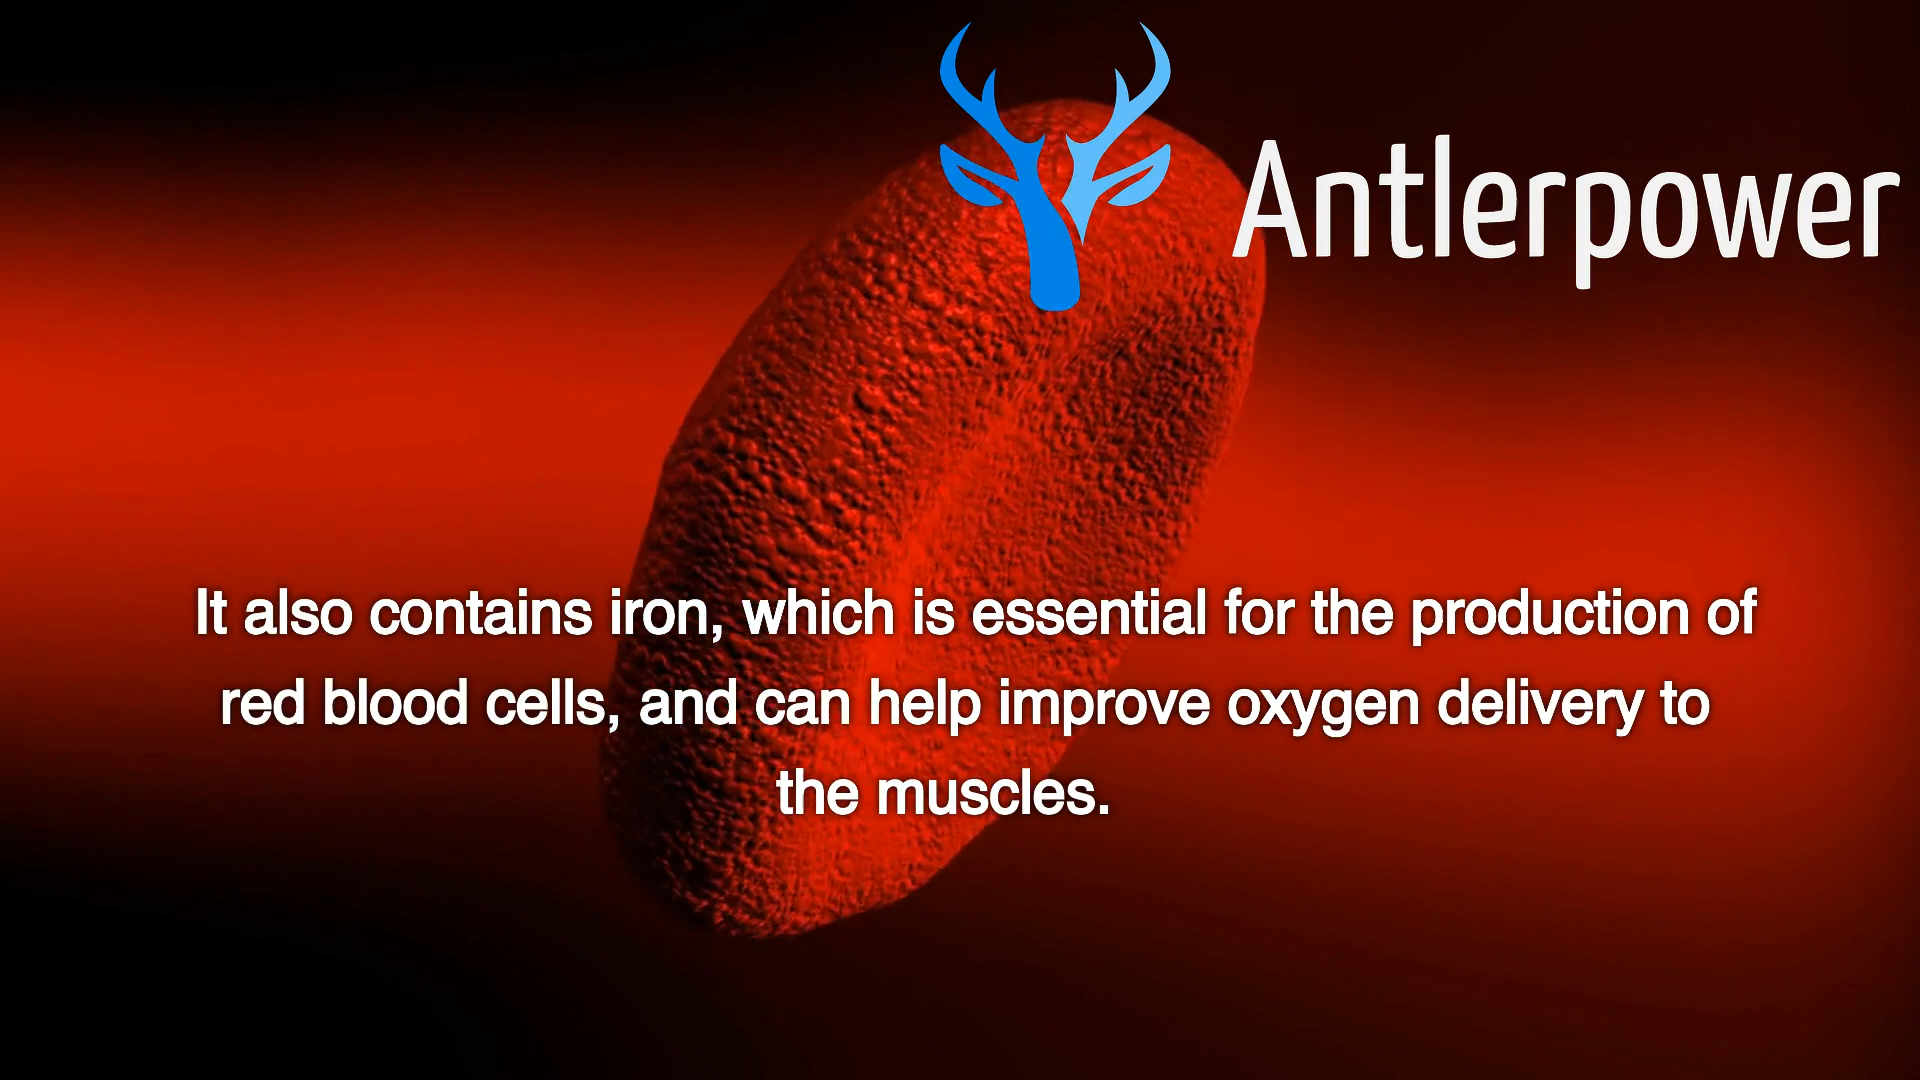 Antlerpower
It also contains iron, which is essential for the production of
red blood cells, and can help improve oxygen delivery to
the muscles.